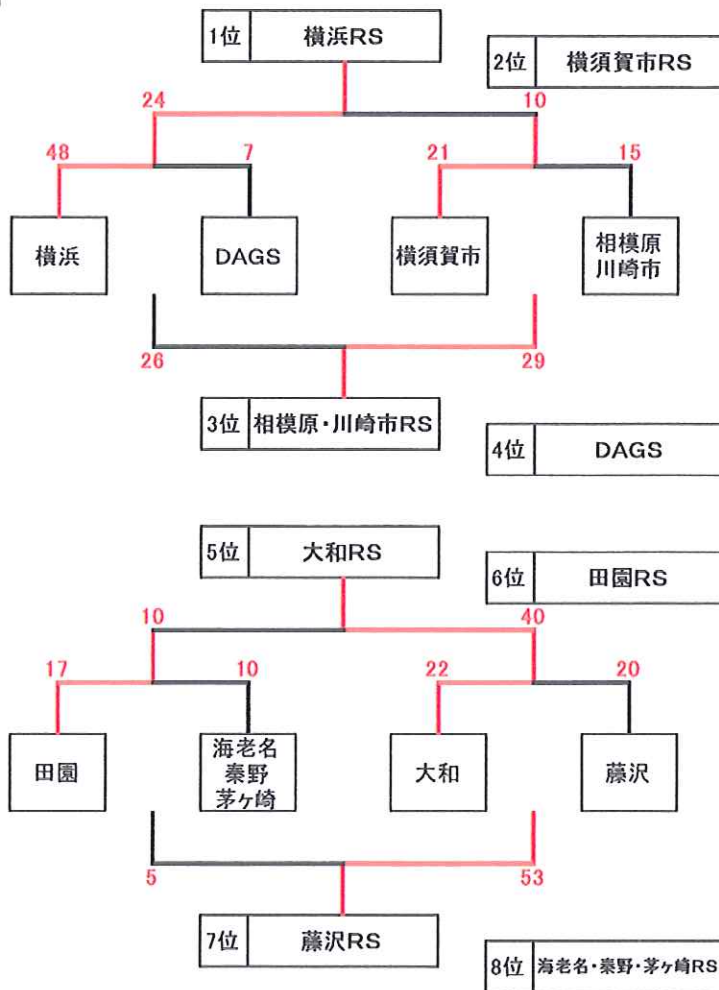 1位 横浜RS
2位 横須賀市RS
24 10
48 7 21 15
横浜 DAGS 横須賀市 相模原
川崎市
26 29
3位 相模原・川崎市RS
4位 DAGS
5位 大和RS
6位 田園RS
10 40
17 10 22 20
田園 海老名
秦野
茅ヶ崎 大和 藤沢
5 53
7位 藤沢RS
8位 海老名・秦野・茅ヶ崎RS